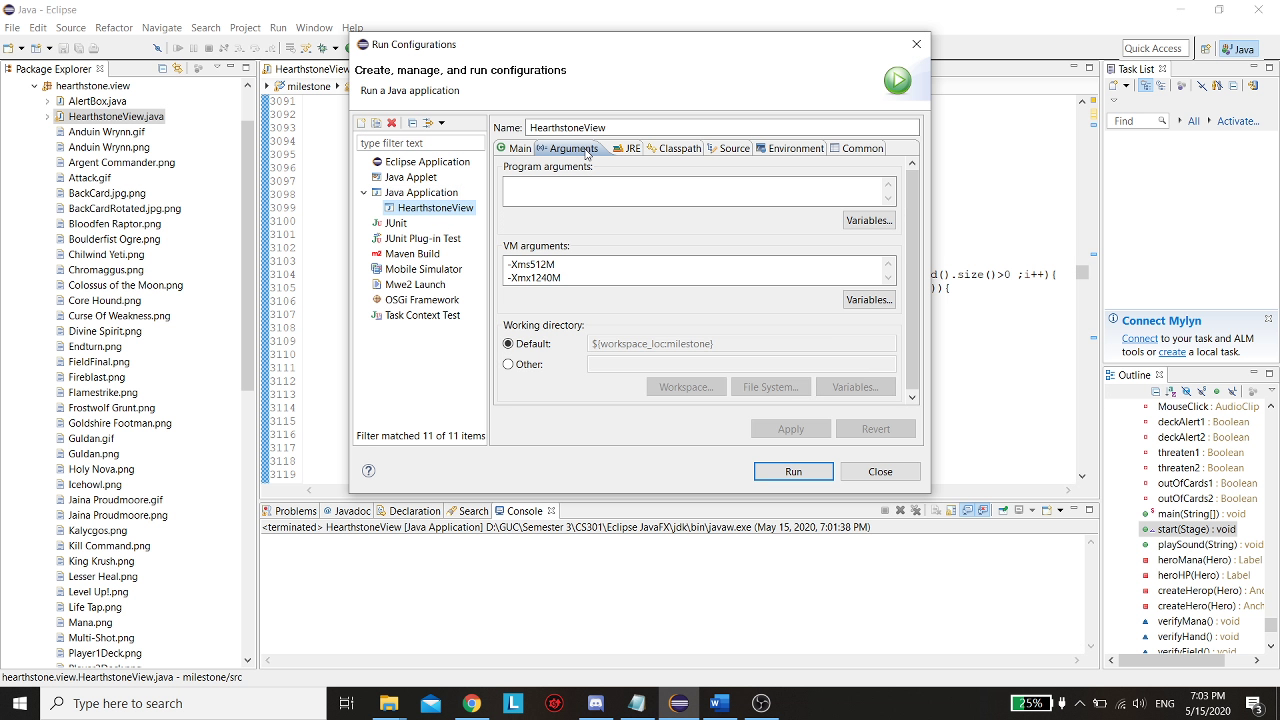 Java - Eclipse
File Edit Source Refactor Navigate Search Project Run Window Help
Quick Access
Java
Package Explorer
hearthstone.view
AlertBox.java
HearthstoneView.java
Anduin Wrynn.gif
Anduin Wrynn.png
Argent Commander.png
Attack.gif
BackCard.jpg.png
BackCardRotated.jpg.png
Bloodfen Raptor.png
Boulderfist Ogre.png
Chilwind Yeti.png
Chromaggus.png
Colossus of the Moon.png
Core Hound.png
Curse Of Weakness.png
Divine Spirit.png
Endturn.png
FieldFinal.png
Fireblast.png
Flamestrike.png
Frostwolf Grunt.png
Goldshire Footman.png
Guldan.gif
Guldan.png
Holy Nova.png
Icehowl.png
Jaina Proudmoore.gif
Jaina Proudmoore.png
Kalycgos.png
Kill Command.png
King Krush.png
Lesser Heal.png
Level Up!.png
Life Tap.png
Mana.png
Multi-Shot.png
Player1Deck.png
HearthstoneView
milestone
3091
3092
3093
3094
3095
3096
3097
3098
3099
3100
3101
3102
3103
3104
3105
3106
3107
3108
3109
3110
3111
3112
3113
3114
3115
3116
3117
3118
3119
d().size()>0 ;i++){
)){
Run Configurations
Create, manage, and run configurations
Run a Java application
type filter text
Eclipse Application
Java Applet
Java Application
HearthstoneView
JUnit
JUnit Plug-in Test
Maven Build
Mobile Simulator
Mwe2 Launch
OSGi Framework
Task Context Test
Filter matched 11 of 11 items
Name: HearthstoneView
Main Arguments JRE Classpath Source Environment Common
Program arguments:
Variables...
VM arguments:
-Xms512M
-Xmx1240M
Variables...
Working directory:
Default: ${workspace_loc:milestone}
Other:
Workspace... File System... Variables...
Apply Revert
Run Close
Task List
Find All Activate...
Connect Mylyn
Connect to your task and ALM
tools or create a local task.
Outline
MouseClick : AudioClip
deckAlert1 : Boolean
deckAlert2 : Boolean
threaten1 : Boolean
threaten2 : Boolean
outOfCards1 : Boolean
outOfCards2 : Boolean
main(String[]) : void
start(Stage) : void
playSound(String) : void
heroMana(Hero) : Label
heroHP(Hero) : Label
createHerop(Hero) : Anc
createHero(Hero) : Anch
verifyMana() : void
verifyHand() : void
Problems Javadoc Declaration Search Console
<terminated> HearthstoneView [Java Application] D:\GUC\Semester 3\CS301\Eclipse JavaFX\jdk\bin\javaw.exe (May 15, 2020, 7:01:38 PM)
hearthstone.view.HearthstoneView.java - milestone/src
Type here to search
25%
ENG
7:03 PM
5/15/2020
3